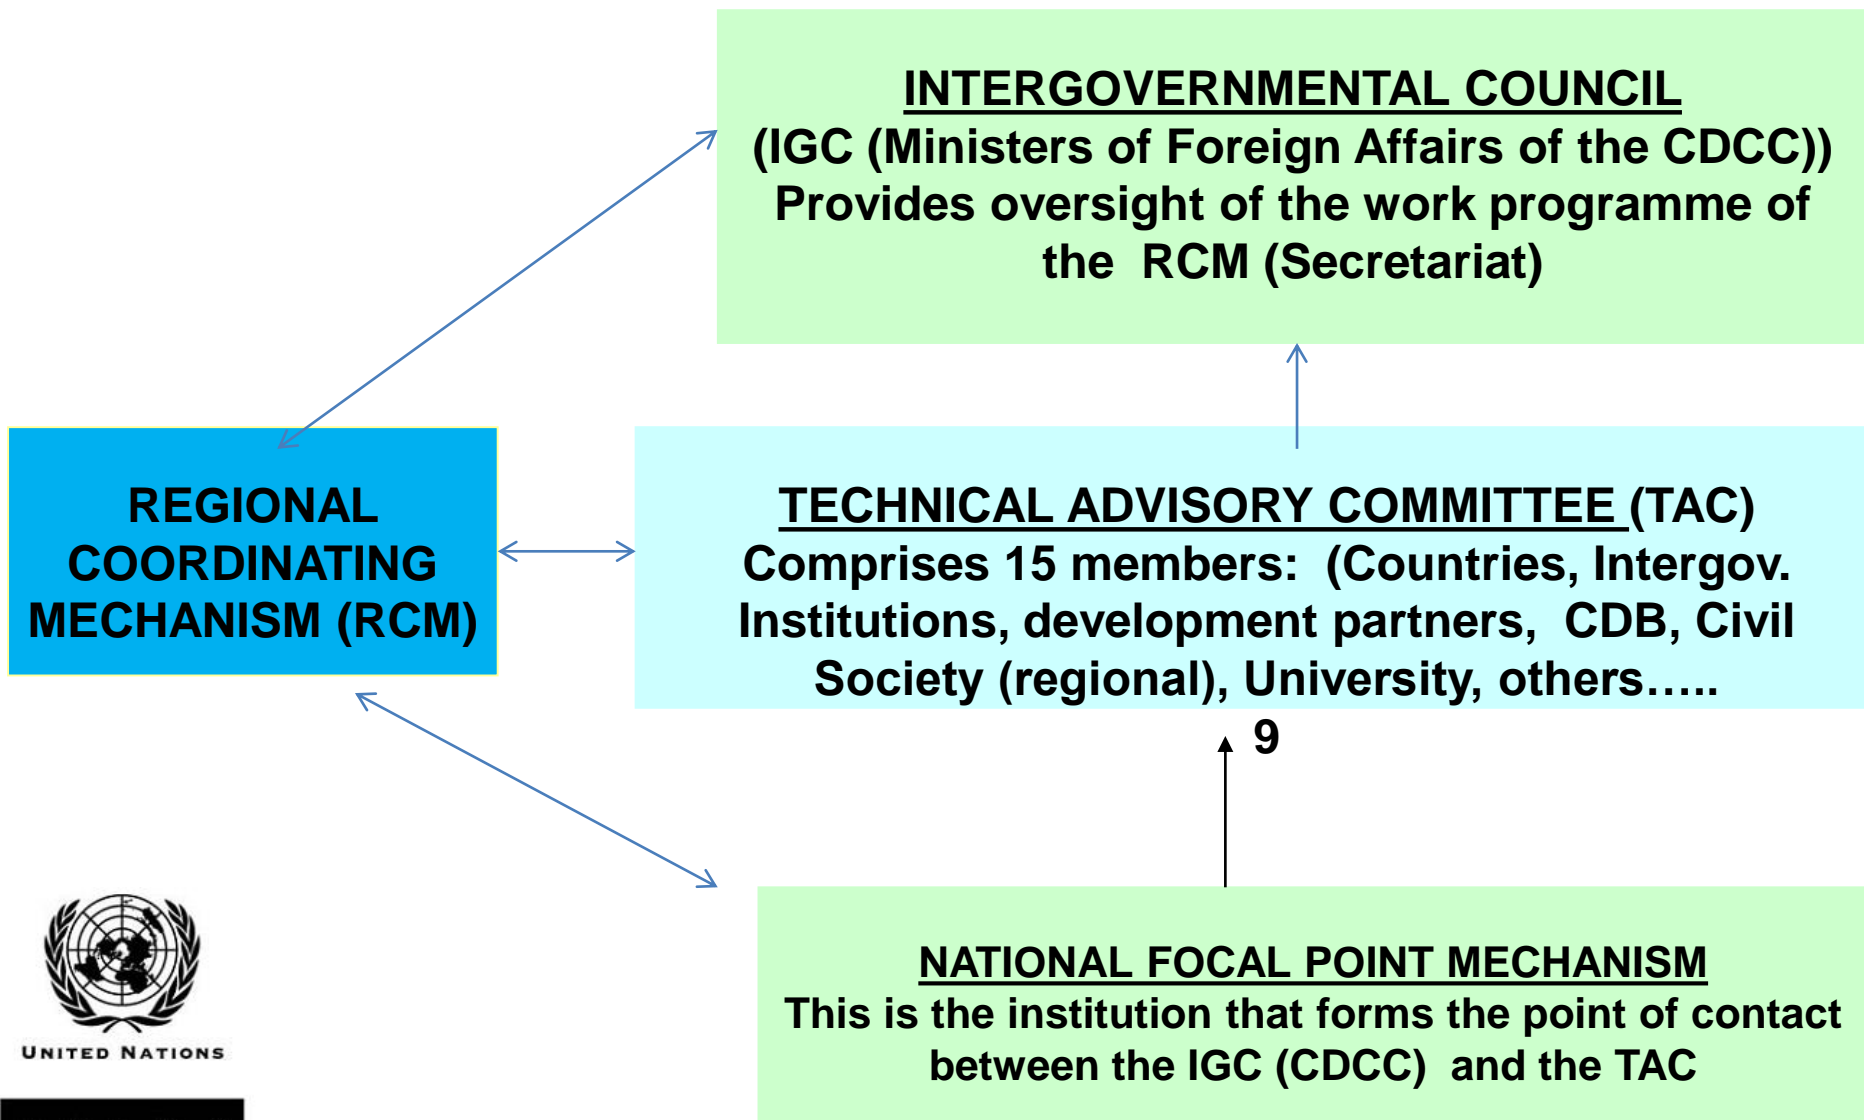 INTERGOVERNMENTAL COUNCIL
(IGC (Ministers of Foreign Affairs of the CDCC))
Provides oversight of the work programme of
the RCM (Secretariat)
REGIONAL
COORDINATING
MECHANISM (RCM)
TECHNICAL ADVISORY COMMITTEE (TAC)
Comprises 15 members: (Countries, Intergov.
Institutions, development partners, CDB, Civil
Society (regional), University, others…..
9
NATIONAL FOCAL POINT MECHANISM
This is the institution that forms the point of contact
between the IGC (CDCC) and the TAC
UNITED NATIONS